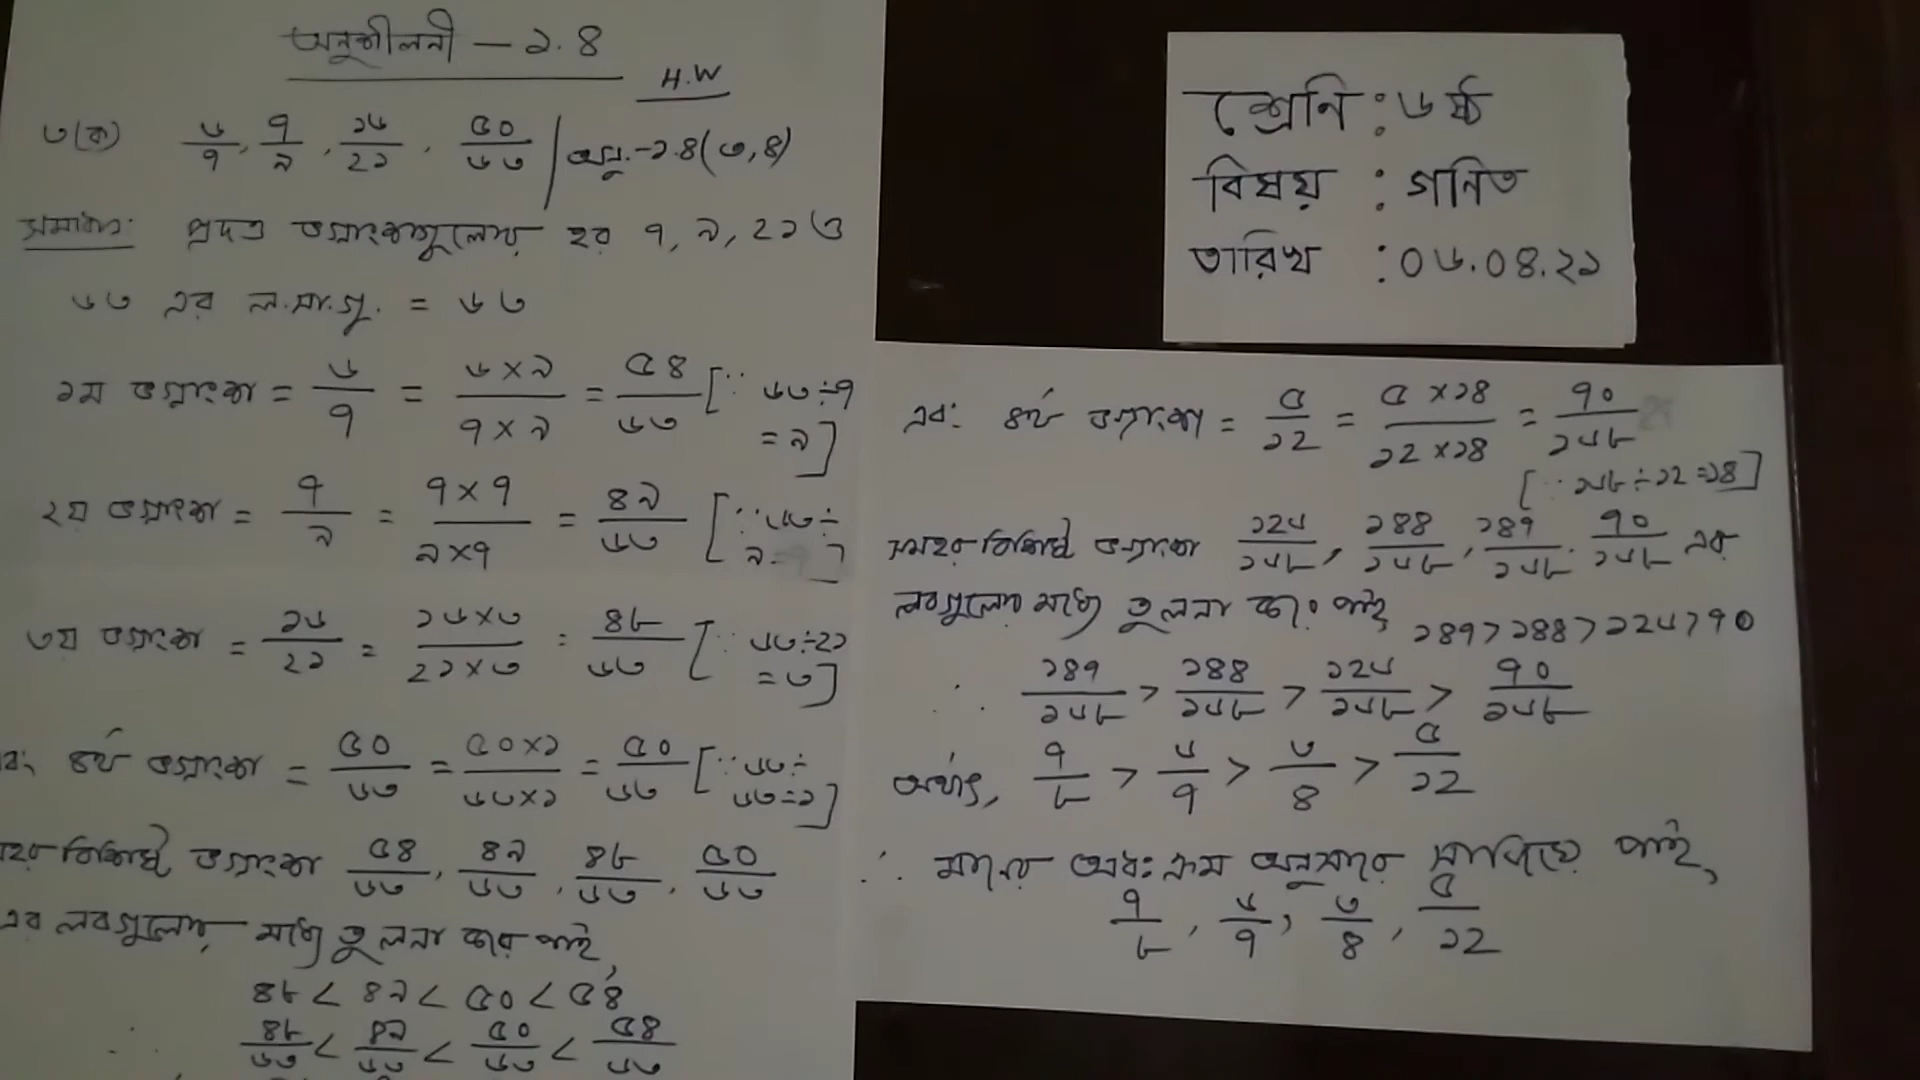 অনুশীলনী — ১.৪
H.W
৩(ক) ৬/৭, ৭/৯, ১৬/২১, ৫০/৬৩ | অনু:-১.৪(৩,৪)
সমাধান: প্রদত্ত ভগ্নাংশগুলোর হর ৭, ৯, ২১ ও
৬৩ এর ল.সা.গু. = ৬৩
১ম ভগ্নাংশ = ৬/৭ = ৬×৯/৭×৯ = ৫৪/৬৩ [∵ ৬৩÷৭
= ৯]
২য় ভগ্নাংশ = ৭/৯ = ৭×৭/৯×৭ = ৪৯/৬৩ [∵ ৬৩÷
৯=৭]
৩য় ভগ্নাংশ = ১৬/২১ = ১৬×৩/২১×৩ = ৪৮/৬৩ [∵ ৬৩÷২১
= ৩]
৪র্থ ভগ্নাংশ = ৫০/৬৩ = ৫০×১/৬৩×১ = ৫০/৬৩ [∵ ৬৩÷
৬৩=১]
বিশিষ্ট ভগ্নাংশ ৫৪/৬৩, ৪৯/৬৩, ৪৮/৬৩, ৫০/৬৩
এর লবগুলোর মধ্যে তুলনা করে পাই,
৪৮ < ৪৯ < ৫০ < ৫৪
∴ ৪৮/৬৩ < ৪৯/৬৩ < ৫০/৬৩ < ৫৪/৬৩
শ্রেনি : ৬ষ্ঠ
বিষয় : গনিত
তারিখ : ০৬.০৪.২১
এবং ৪র্থ ভগ্নাংশ = ৫/১২ = ৫×১৪/১২×১৪ = ৭০/১৬৮
[∵ ১৬৮÷১২=১৪]
সমহর বিশিষ্ট ভগ্নাংশ ১২৬/১৬৮, ১৪৪/১৬৮, ১৪৭/১৬৮, ৭০/১৬৮ এর
লবগুলোর মধ্যে তুলনা করে পাই, ১৪৭>১৪৪>১২৬>৭০
∴ ১৪৭/১৬৮ > ১৪৪/১৬৮ > ১২৬/১৬৮ > ৭০/১৬৮
অর্থাৎ, ৭/৮ > ৬/৭ > ৩/৪ > ৫/১২
∴ মানের অধঃক্রম অনুসারে সাজিয়ে পাই,
৭/৮, ৬/৭, ৩/৪, ৫/১২